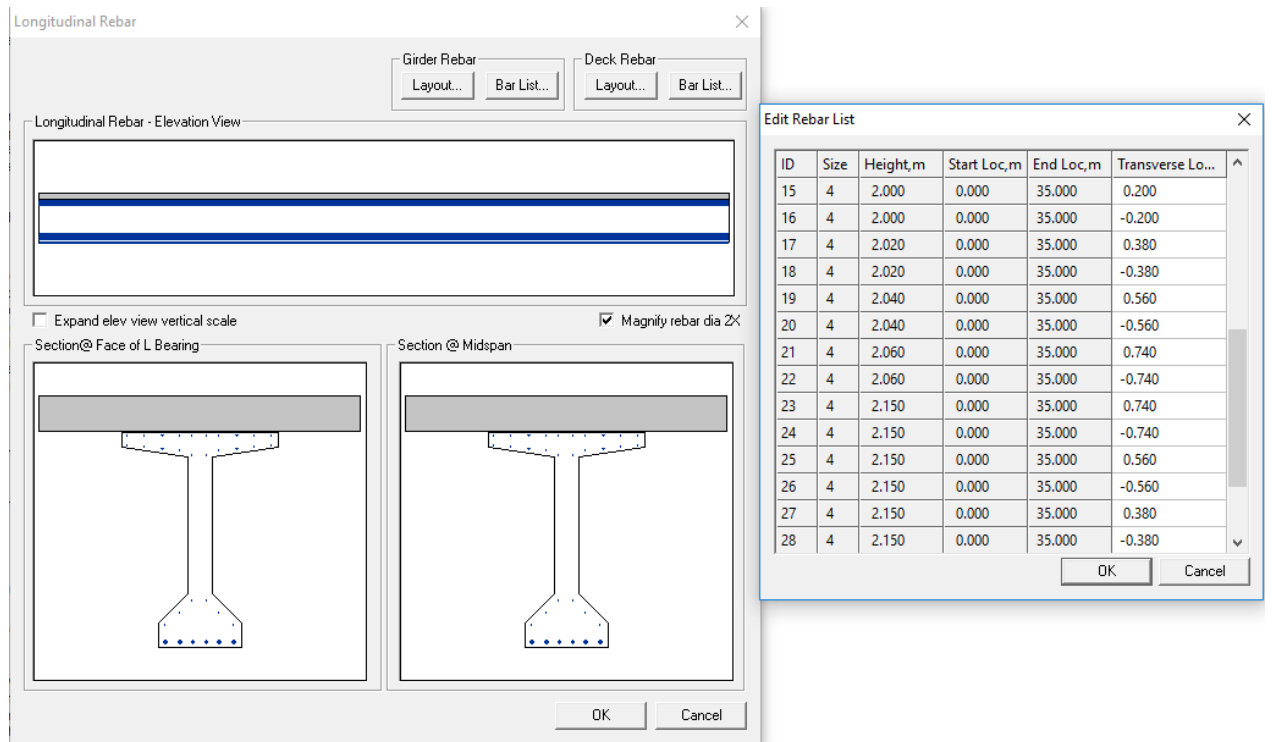 Longitudinal Rebar
Girder Rebar
Layout... Bar List...
Deck Rebar
Layout... Bar List...
Longitudinal Rebar - Elevation View
Expand elev view vertical scale
Magnify rebar dia 2X
Section@ Face of L Bearing
Section @ Midspan
OK Cancel
Edit Rebar List
ID Size Height,m Start Loc,m End Loc,m Transverse Lo...
15 4 2.000 0.000 35.000 0.200
16 4 2.000 0.000 35.000 -0.200
17 4 2.020 0.000 35.000 0.380
18 4 2.020 0.000 35.000 -0.380
19 4 2.040 0.000 35.000 0.560
20 4 2.040 0.000 35.000 -0.560
21 4 2.060 0.000 35.000 0.740
22 4 2.060 0.000 35.000 -0.740
23 4 2.150 0.000 35.000 0.740
24 4 2.150 0.000 35.000 -0.740
25 4 2.150 0.000 35.000 0.560
26 4 2.150 0.000 35.000 -0.560
27 4 2.150 0.000 35.000 0.380
28 4 2.150 0.000 35.000 -0.380
OK Cancel